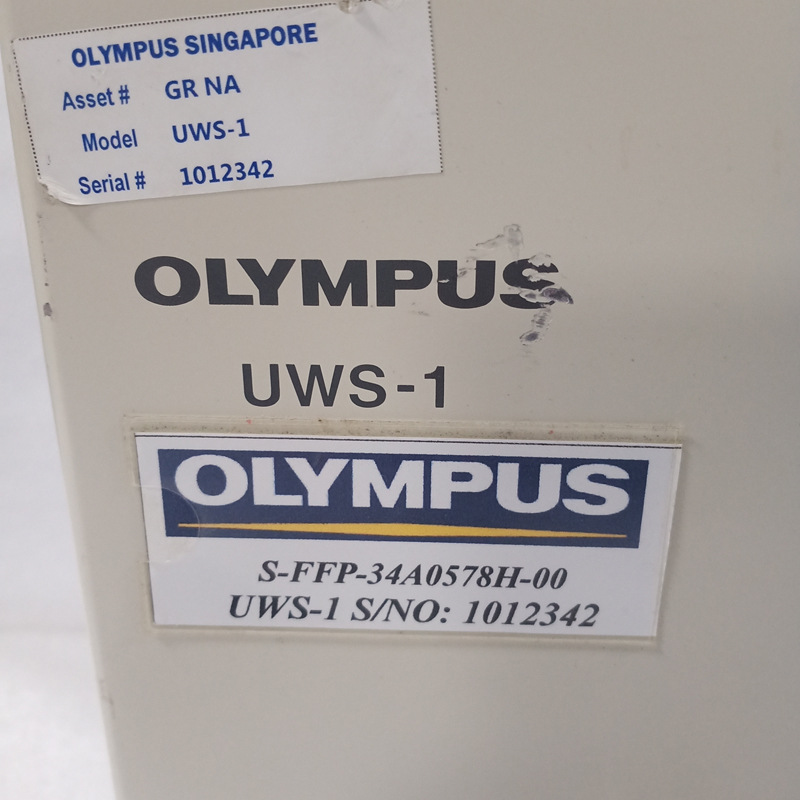 OLYMPUS SINGAPORE
Asset # GR NA
Model UWS-1
Serial # 1012342
OLYMPUS
UWS-1
OLYMPUS
S-FFP-34A0578H-00
UWS-1 S/NO: 1012342